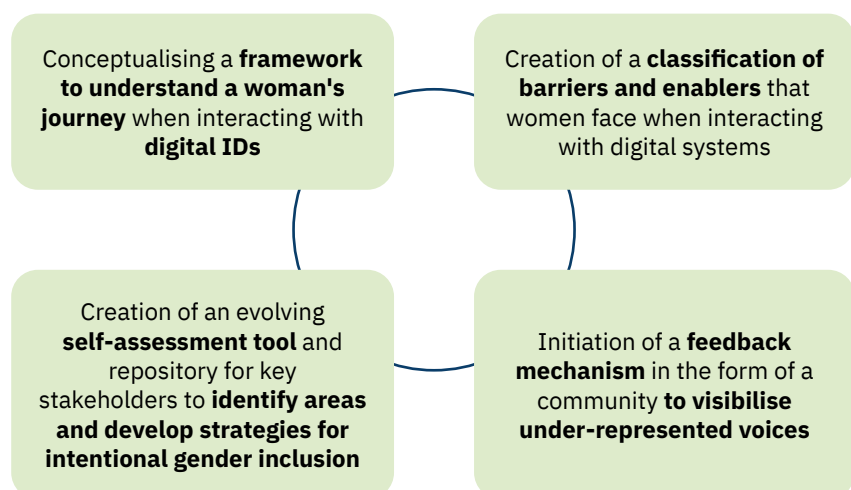 Conceptualising a framework
to understand a woman's
journey when interacting with
digital IDs
Creation of a classification of
barriers and enablers that
women face when interacting
with digital systems
Creation of an evolving
self-assessment tool and
repository for key
stakeholders to identify areas
and develop strategies for
intentional gender inclusion
Initiation of a feedback
mechanism in the form of a
community to visibilise
under-represented voices